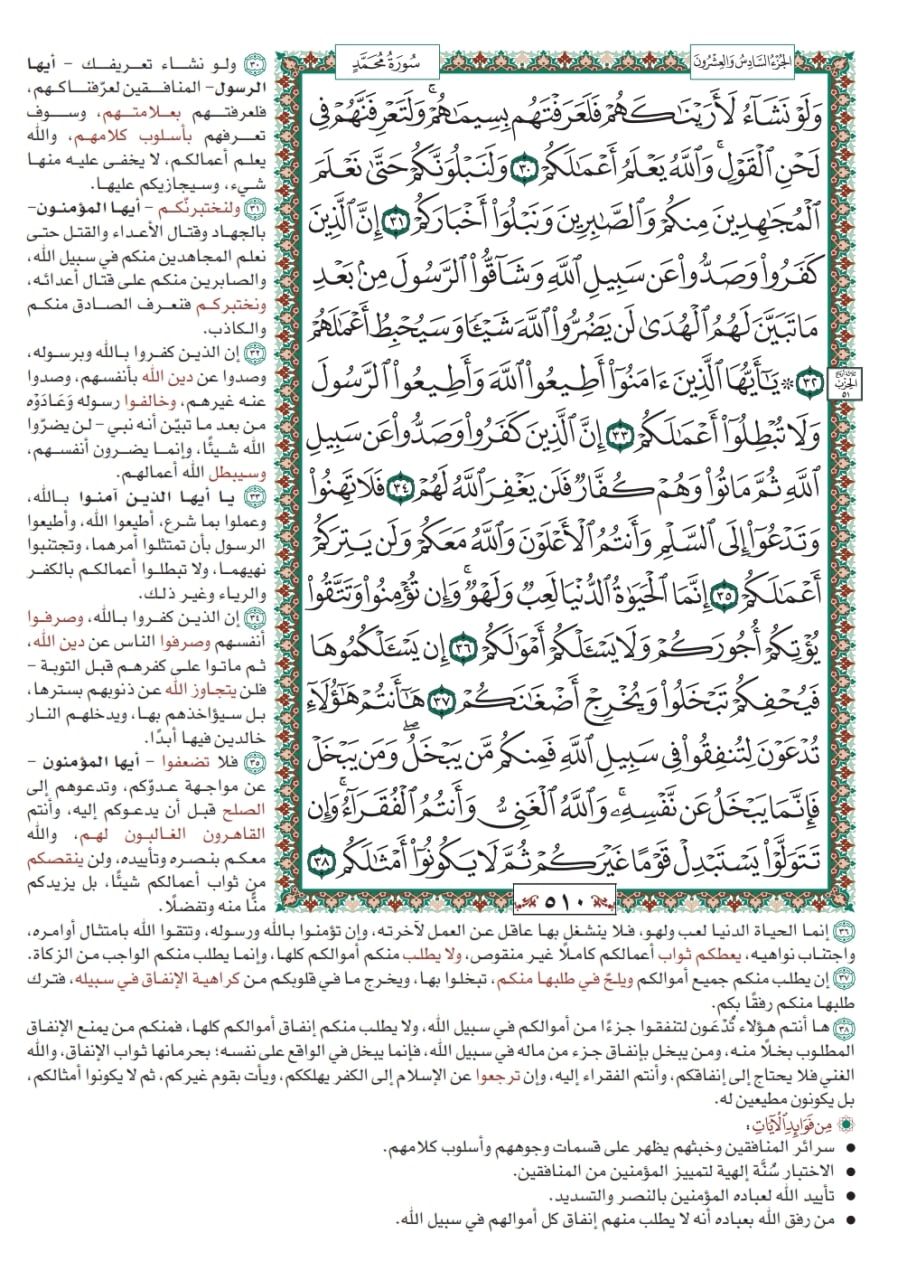 الجُزْءُ السَّادِسُ وَالعِشْرُونَ
سُورَةُ مُحَمَّدٍ
وَلَوْ نَشَآءُ لَأَرَيْنَٰكَهُمْ فَلَعَرَفْتَهُم بِسِيمَٰهُمْ ۚ وَلَتَعْرِفَنَّهُمْ فِى
لَحْنِ ٱلْقَوْلِ ۚ وَٱللَّهُ يَعْلَمُ أَعْمَٰلَكُمْ ٣٠ وَلَنَبْلُوَنَّكُمْ حَتَّىٰ نَعْلَمَ
ٱلْمُجَٰهِدِينَ مِنكُمْ وَٱلصَّٰبِرِينَ وَنَبْلُوَا۟ أَخْبَارَكُمْ ٣١ إِنَّ ٱلَّذِينَ
كَفَرُوا۟ وَصَدُّوا۟ عَن سَبِيلِ ٱللَّهِ وَشَآقُّوا۟ ٱلرَّسُولَ مِنۢ بَعْدِ
مَا تَبَيَّنَ لَهُمُ ٱلْهُدَىٰ لَن يَضُرُّوا۟ ٱللَّهَ شَيْـًٔا وَسَيُحْبِطُ أَعْمَٰلَهُمْ
٣٢ ۞ يَٰٓأَيُّهَا ٱلَّذِينَ ءَامَنُوٓا۟ أَطِيعُوا۟ ٱللَّهَ وَأَطِيعُوا۟ ٱلرَّسُولَ
وَلَا تُبْطِلُوٓا۟ أَعْمَٰلَكُمْ ٣٣ إِنَّ ٱلَّذِينَ كَفَرُوا۟ وَصَدُّوا۟ عَن سَبِيلِ
ٱللَّهِ ثُمَّ مَاتُوا۟ وَهُمْ كُفَّارٌ فَلَن يَغْفِرَ ٱللَّهُ لَهُمْ ٣٤ فَلَا تَهِنُوا۟
وَتَدْعُوٓا۟ إِلَى ٱلسَّلْمِ وَأَنتُمُ ٱلْأَعْلَوْنَ وَٱللَّهُ مَعَكُمْ وَلَن يَتِرَكُمْ
أَعْمَٰلَكُمْ ٣٥ إِنَّمَا ٱلْحَيَوٰةُ ٱلدُّنْيَا لَعِبٌ وَلَهْوٌ ۚ وَإِن تُؤْمِنُوا۟ وَتَتَّقُوا۟
يُؤْتِكُمْ أُجُورَكُمْ وَلَا يَسْـَٔلْكُمْ أَمْوَٰلَكُمْ ٣٦ إِن يَسْـَٔلْكُمُوهَا
فَيُحْفِكُمْ تَبْخَلُوا۟ وَيُخْرِجْ أَضْغَٰنَكُمْ ٣٧ هَٰٓأَنتُمْ هَٰٓؤُلَآءِ
تُدْعَوْنَ لِتُنفِقُوا۟ فِى سَبِيلِ ٱللَّهِ فَمِنكُم مَّن يَبْخَلُ ۖ وَمَن يَبْخَلْ
فَإِنَّمَا يَبْخَلُ عَن نَّفْسِهِۦ ۚ وَٱللَّهُ ٱلْغَنِىُّ وَأَنتُمُ ٱلْفُقَرَآءُ ۚ وَإِن
تَتَوَلَّوْا۟ يَسْتَبْدِلْ قَوْمًا غَيْرَكُمْ ثُمَّ لَا يَكُونُوٓا۟ أَمْثَٰلَكُم ٣٨
الحِزْب
٥١
٥١٠
٣٠ ولـو نشـاء تعريفـك – أيهـا
الرسول– المنافقين لعرّفناكهم،
فلعرفتهم بعلامتهم، وسوف
تعرفهم بأسلوب كلامهم، والله
يعلم أعمالكم، لا يخفى عليه منها
شيء، وسيجازيكم عليها.
٣١ ولنختبرنّكم – أيها المؤمنون–
بالجهاد وقتال الأعداء والقتل حتى
نعلم المجاهدين منكم في سبيل الله،
والصابرين منكم على قتال أعدائه،
ونختبركم فنعرف الصادق منكم
والكاذب.
٣٢ إن الذين كفروا بالله وبرسوله،
وصدوا عن دين الله بأنفسهم، وصدوا
عنه غيرهم، وخالفوا رسوله وَعَادَوْه
من بعد ما تبيّن أنه نبي – لن يضرّوا
الله شيئًا، وإنما يضرون أنفسهم،
وسيبطل الله أعمالهم.
٣٣ يا أيها الذين آمنوا بالله،
وعملوا بما شرع، أطيعوا الله، وأطيعوا
الرسول بأن تمتثلوا أمرهما، وتجتنبوا
نهيهما، ولا تبطلوا أعمالكم بالكفر
والرياء وغير ذلك.
٣٤ إن الذين كفروا بالله، وصرفوا
أنفسهم وصرفوا الناس عن دين الله،
ثم ماتوا على كفرهم قبل التوبة –
فلن يتجاوز الله عن ذنوبهم بسترها،
بل سيؤاخذهم بها، ويدخلهم النار
خالدين فيها أبدًا.
٣٥ فلا تضعفوا – أيها المؤمنون –
عن مواجهة عدوّكم، وتدعوهم إلى
الصلح قبل أن يدعوكم إليه، وأنتم
القاهرون الغالبون لهم، والله
معكم بنصره وتأييده، ولن ينقصكم
من ثواب أعمالكم شيئًا، بل يزيدكم
منًّا منه وتفضلًا.
٣٦ إنما الحياة الدنيا لعب ولهو، فلا ينشغل بها عاقل عن العمل لآخرته، وإن تؤمنوا بالله ورسوله، وتتقوا الله بامتثال أوامره،
واجتناب نواهيه، يعطكم ثواب أعمالكم كاملًا غير منقوص، ولا يطلب منكم أموالكم كلها، وإنما يطلب منكم الواجب من الزكاة.
٣٧ إن يطلب منكم جميع أموالكم ويلحّ في طلبها منكم، تبخلوا بها، ويخرج ما في قلوبكم من كراهية الإنفاق في سبيله، فترك
طلبها منكم رفقًا بكم.
٣٨ ها أنتم هؤلاء تُدْعَون لتنفقوا جزءًا من أموالكم في سبيل الله، ولا يطلب منكم إنفاق أموالكم كلها، فمنكم من يمنع الإنفاق
المطلوب بخلًا منه، ومن يبخل بإنفاق جزء من ماله في سبيل الله، فإنما يبخل في الواقع على نفسه؛ بحرمانها ثواب الإنفاق، والله
الغني فلا يحتاج إلى إنفاقكم، وأنتم الفقراء إليه، وإن ترجعوا عن الإسلام إلى الكفر يهلككم، ويأت بقوم غيركم، ثم لا يكونوا أمثالكم،
بل يكونون مطيعين له.
مِن فَوَائِدِ الآيَاتِ:
• سرائر المنافقين وخبثهم يظهر على قسمات وجوههم وأسلوب كلامهم.
• الاختبار سُنَّة إلهية لتمييز المؤمنين من المنافقين.
• تأييد الله لعباده المؤمنين بالنصر والتسديد.
• من رفق الله بعباده أنه لا يطلب منهم إنفاق كل أموالهم في سبيل الله.